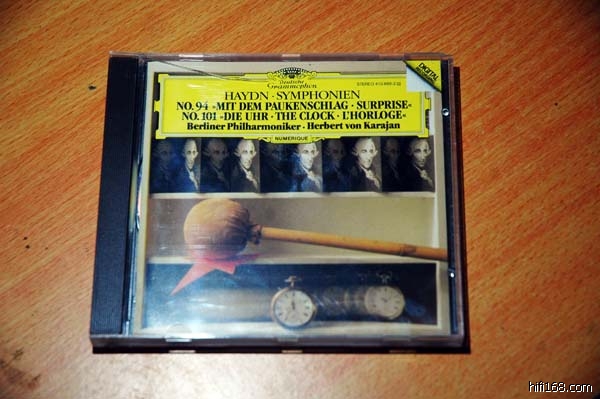 Deutsche
Grammophon
STEREO
DIGITAL
HAYDN · SYMPHONIEN
NO. 94 »MIT DEM PAUKENSCHLAG · SURPRISE«
NO. 101 »DIE UHR · THE CLOCK · L'HORLOGE«
Berliner Philharmoniker · Herbert von Karajan
NUMERIQUE
hifi168.com